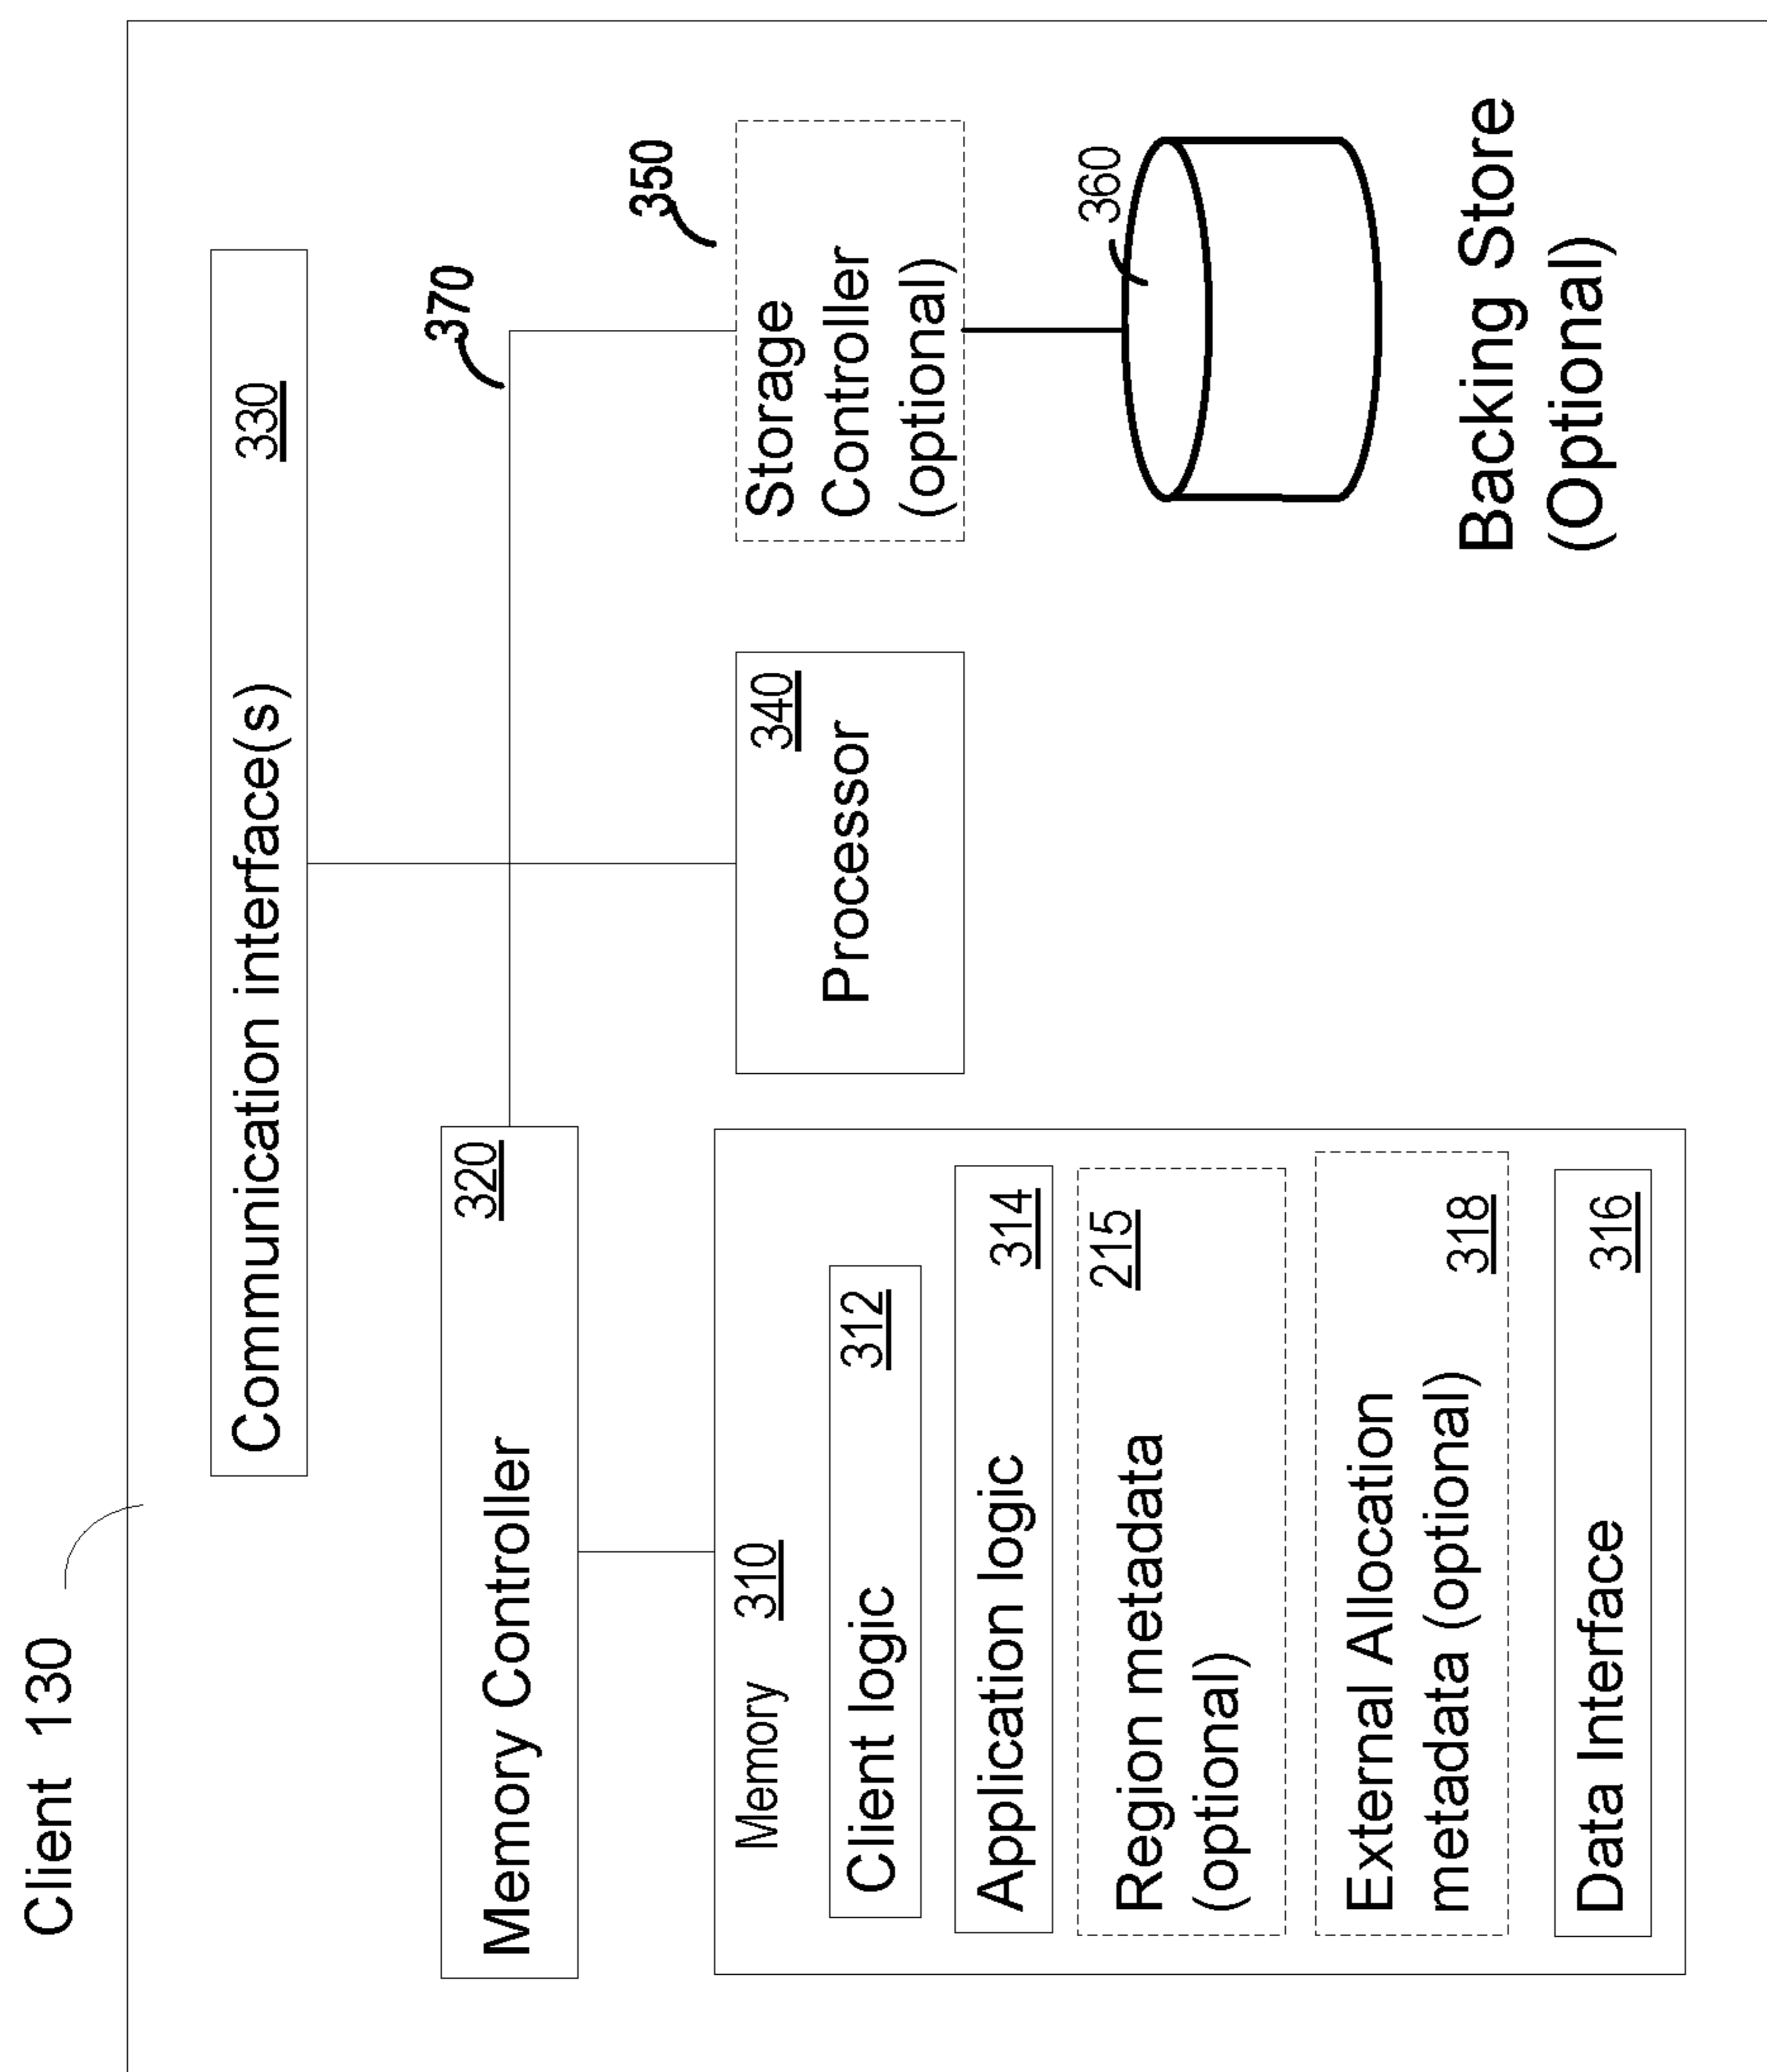 Client 130
Communication interface(s) 330
370
Memory Controller 320
350
Memory 310
Client logic 312
Application logic 314
Region metadata 215
(optional)
External Allocation
metadata (optional) 318
Data Interface 316
340
Processor
Storage
Controller
(optional)
360
Backing Store
(Optional)